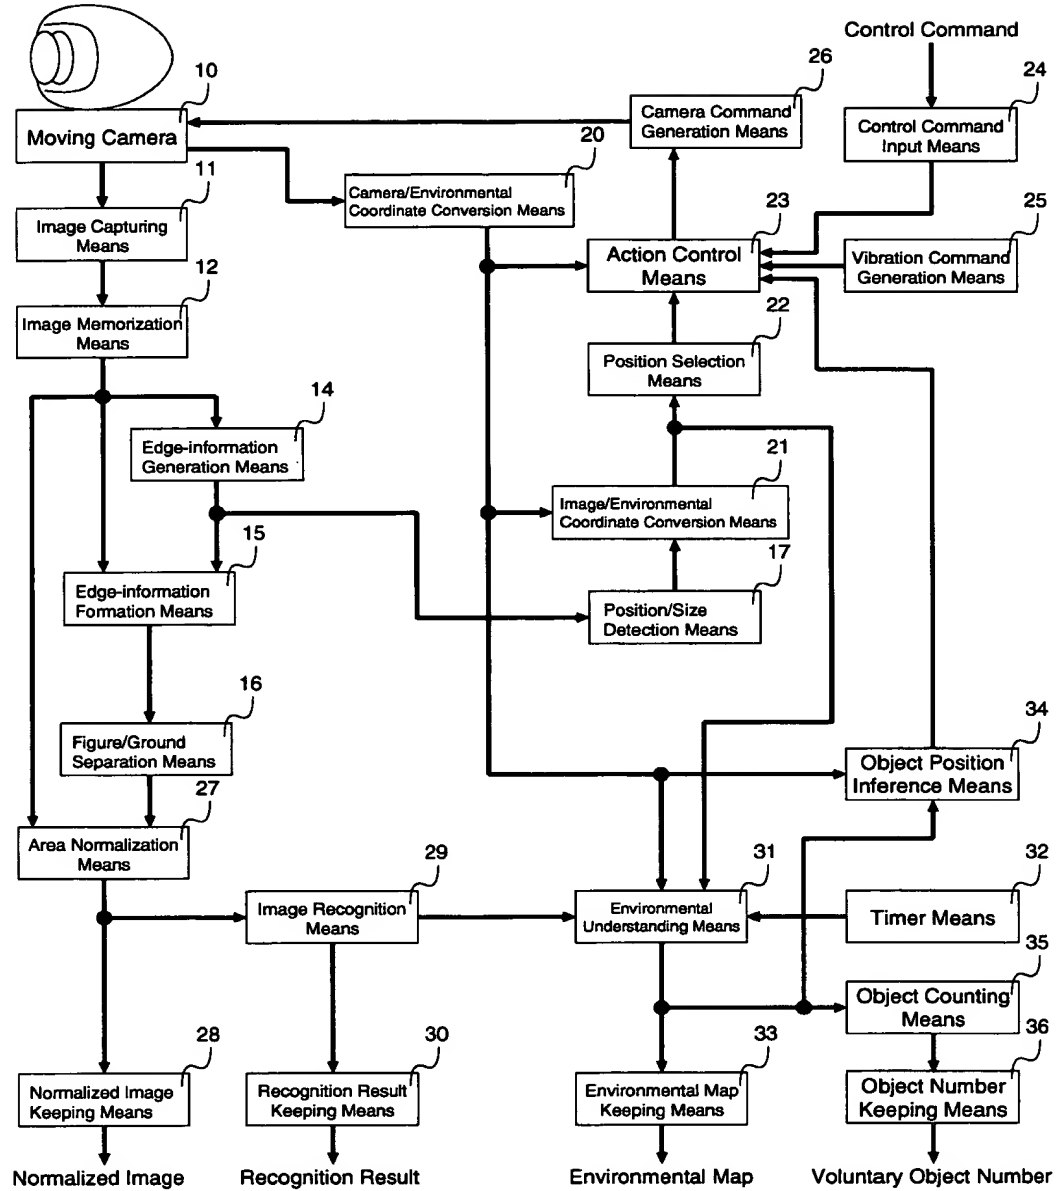 Control Command
10
Moving Camera
26
Camera Command
Generation Means
24
Control Command
Input Means
20
Camera/Environmental
Coordinate Conversion Means
11
Image Capturing
Means
23
Action Control
Means
25
Vibration Command
Generation Means
12
Image Memorization
Means
22
Position Selection
Means
14
Edge-information
Generation Means
21
Image/Environmental
Coordinate Conversion Means
15
Edge-information
Formation Means
17
Position/Size
Detection Means
16
Figure/Ground
Separation Means
34
Object Position
Inference Means
27
Area Normalization
Means
29
Image Recognition
Means
31
Environmental
Understanding Means
32
Timer Means
35
Object Counting
Means
28
Normalized Image
Keeping Means
30
Recognition Result
Keeping Means
33
Environmental Map
Keeping Means
36
Object Number
Keeping Means
Normalized Image
Recognition Result
Environmental Map
Voluntary Object Number